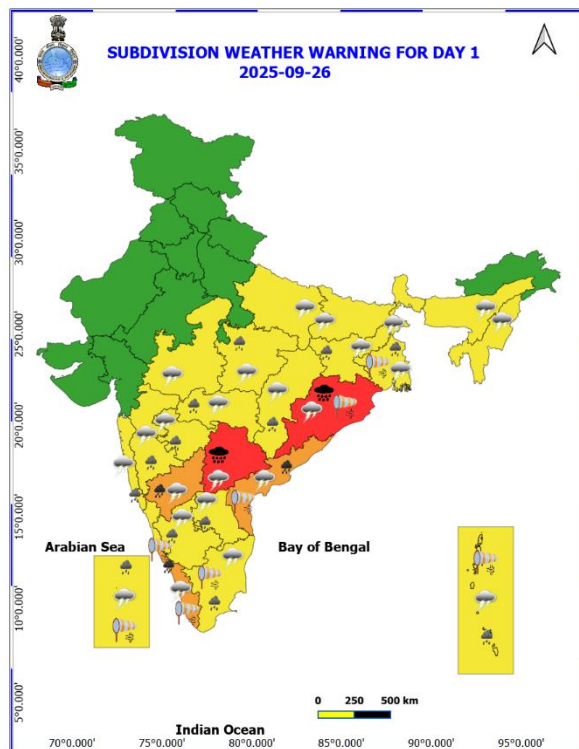 SUBDIVISION WEATHER WARNING FOR DAY 1
2025-09-26
40°0.000'
35°0.000'
30°0.000'
25°0.000'
20°0.000'
15°0.000'
10°0.000'
5°0.000'
Arabian Sea
Bay of Bengal
0 250 500 km
Indian Ocean
70°0.000' 75°0.000' 80°0.000' 85°0.000' 90°0.000' 95°0.000'